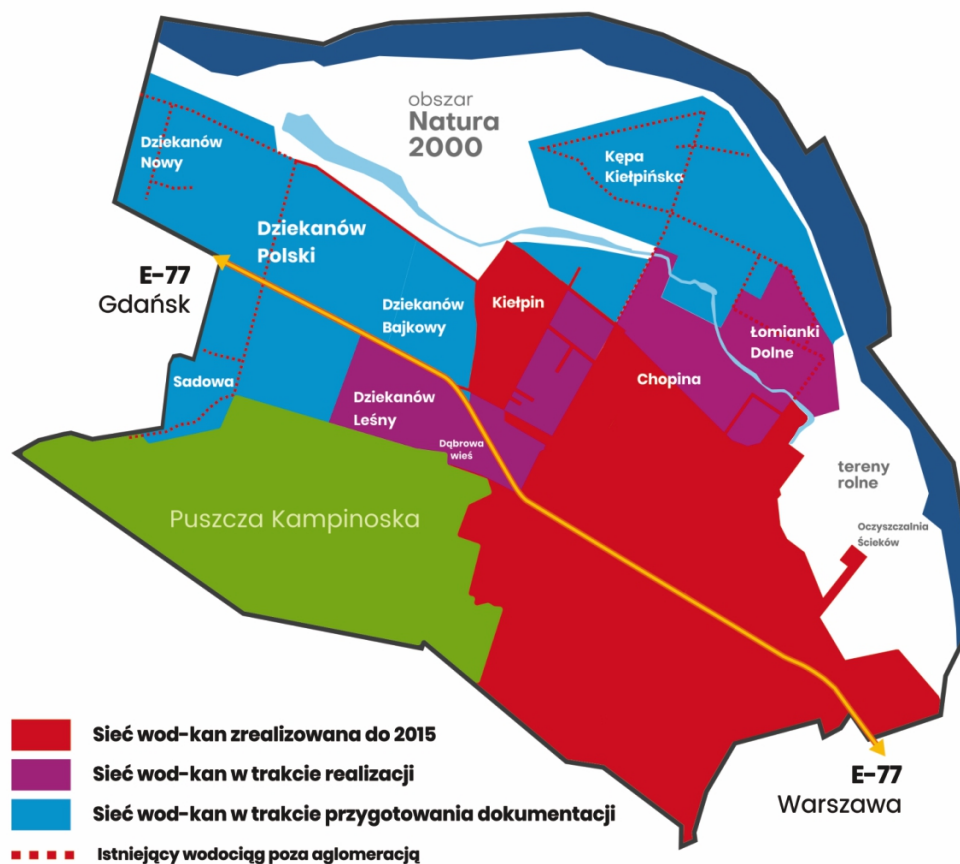 obszar
Natura
2000
Dziekanów
Nowy
Kępa
Kiełpińska
Dziekanów
Polski
E-77
Gdańsk
Dziekanów
Bajkowy
Kiełpin
Łomianki
Dolne
Sadowa
Dziekanów
Leśny
Chopina
Dąbrowa
wieś
tereny
rolne
Puszcza Kampinoska
Oczyszczalnia
Ścieków
Sieć wod-kan zrealizowana do 2015
Sieć wod-kan w trakcie realizacji
Sieć wod-kan w trakcie przygotowania dokumentacji
Istniejący wodociąg poza aglomeracją
E-77
Warszawa